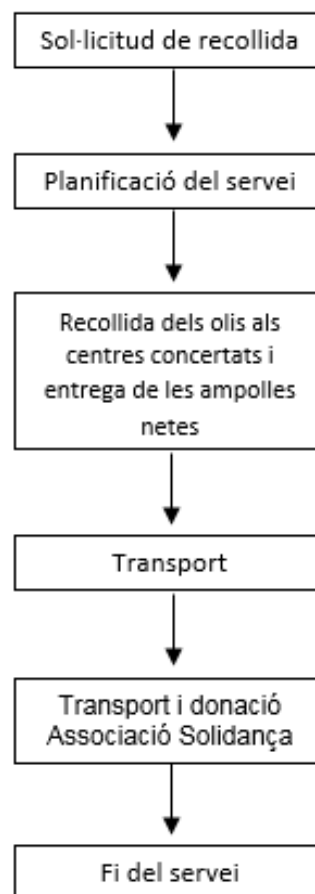 Sol·licitud de recollida
Planificació del servei
Recollida dels olis als
centres concertats i
entrega de les ampolles
netes
Transport
Transport i donació
Associació Solidança
Fi del servei